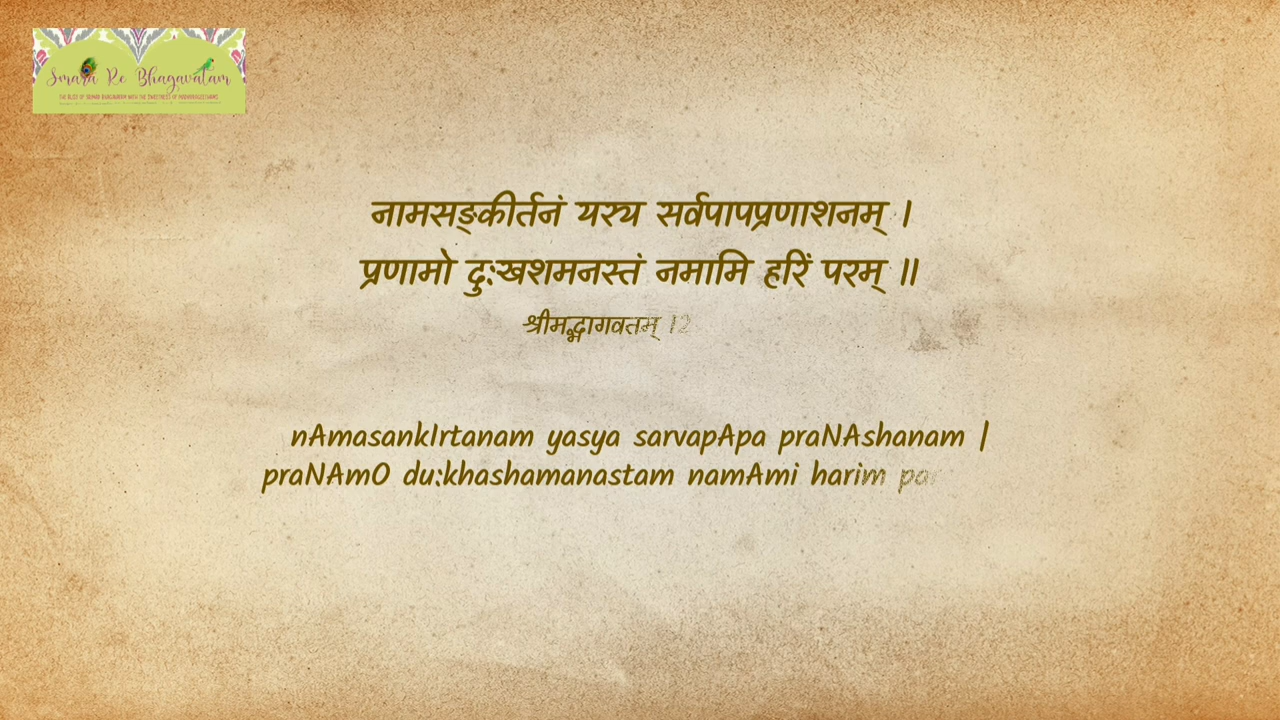 Smara Re Bhagavatam
नामसङ्कीर्तनं यस्य सर्वपापप्रणाशनम् ।
प्रणामो दुःखशमनस्तं नमामि हरिं परम् ॥
श्रीमद्भागवतम् 12
nAmasankIrtanam yasya sarvapApa praNAshanam |
praNAmO du:khashamanastam namAmi harim